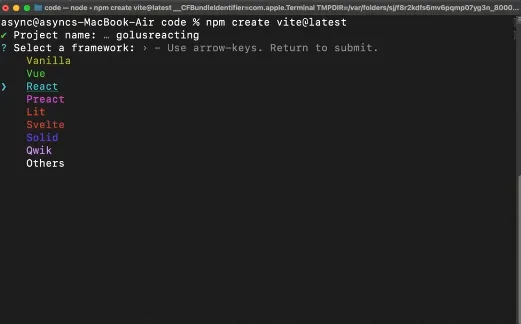 code — node • npm create vite@latest __CFBundleIdentifier=com.apple.Terminal TMPDIR=/var/folders/sj/f8r2kdfs6mv6pqmp07yg3n_8000...
async@asyncs-MacBook-Air code % npm create vite@latest
✔ Project name: … golusreacting
? Select a framework: › - Use arrow-keys. Return to submit.
Vanilla
Vue
❯ React
Preact
Lit
Svelte
Solid
Qwik
Others